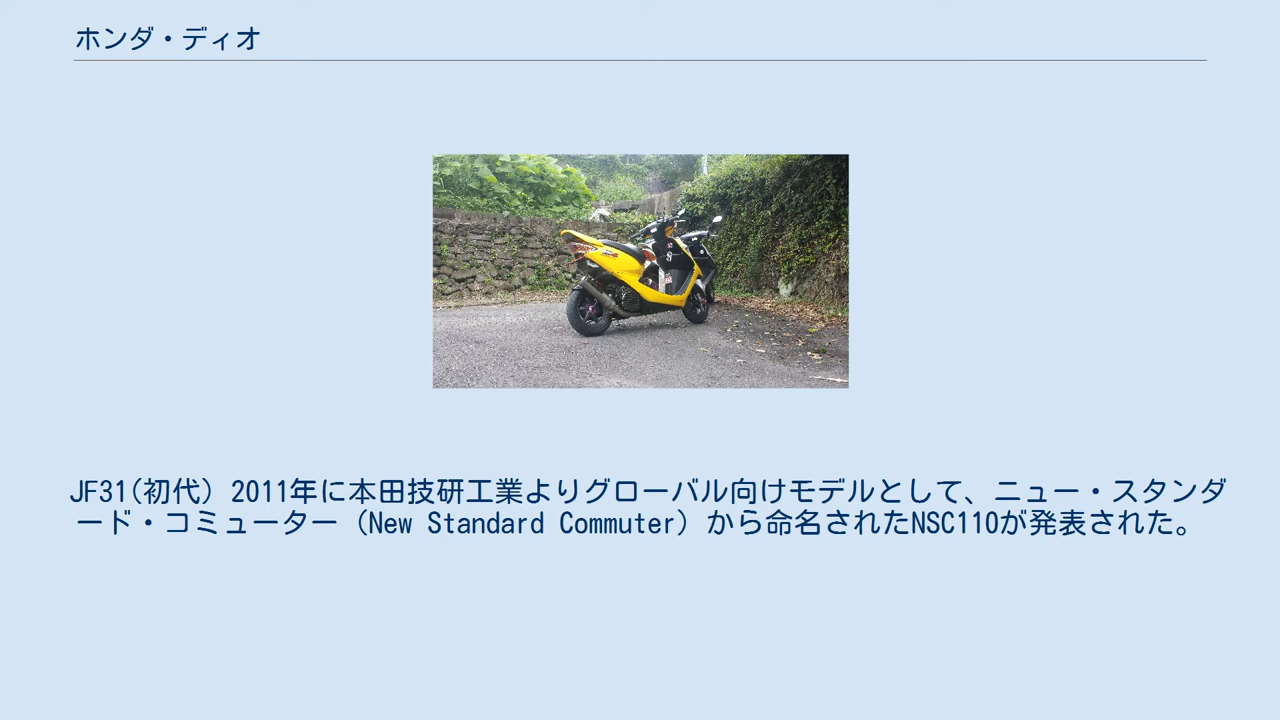 ホンダ・ディオ
JF31(初代) 2011年に本田技研工業よりグローバル向けモデルとして、ニュー・スタンダ
ード・コミューター (New Standard Commuter) から命名されたNSC110が発表された。